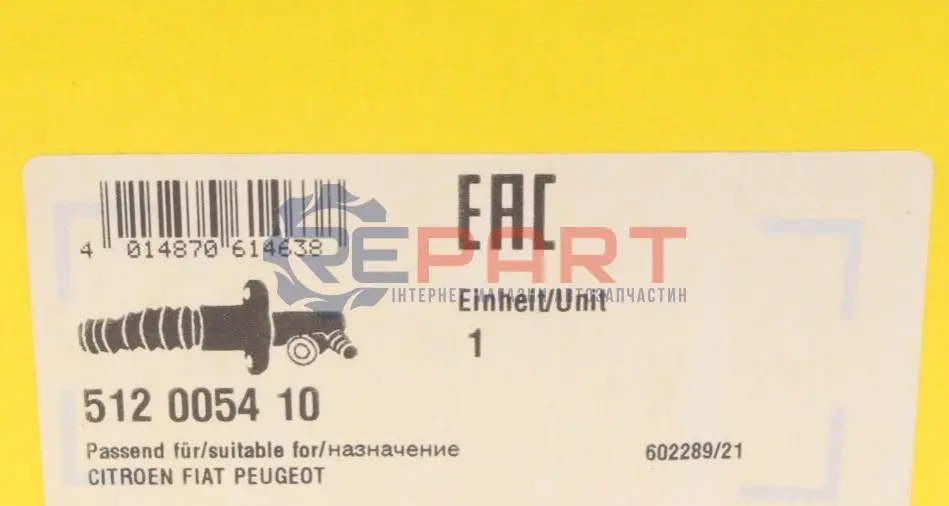 EAC
4 014870 614638
REPART
ІНТЕРНЕТ МАГАЗИН АВТОЗАПЧАСТИН
Einheit/Unit
1
512 0054 10
Passend für/suitable for/назначение
602289/21
CITROEN FIAT PEUGEOT